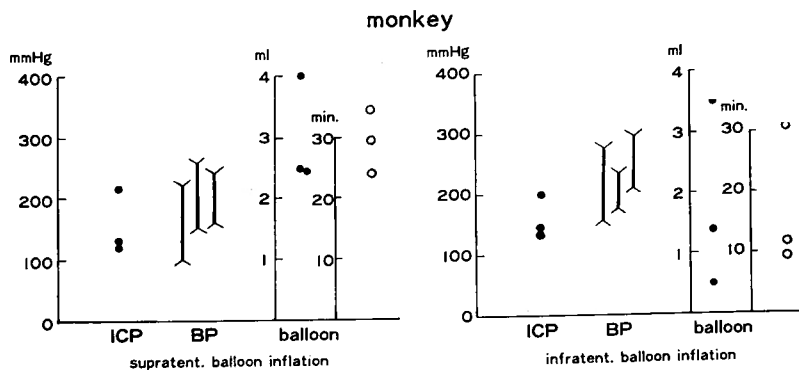 monkey
mmHg
400
300
200
100
0
ml
4
3
2
1
min.
30
20
10
ICP
BP
balloon
supratent. balloon inflation
mmHg
400
300
200
100
0
ml
4
3
2
1
min.
30
20
10
ICP
BP
balloon
infratent. balloon inflation